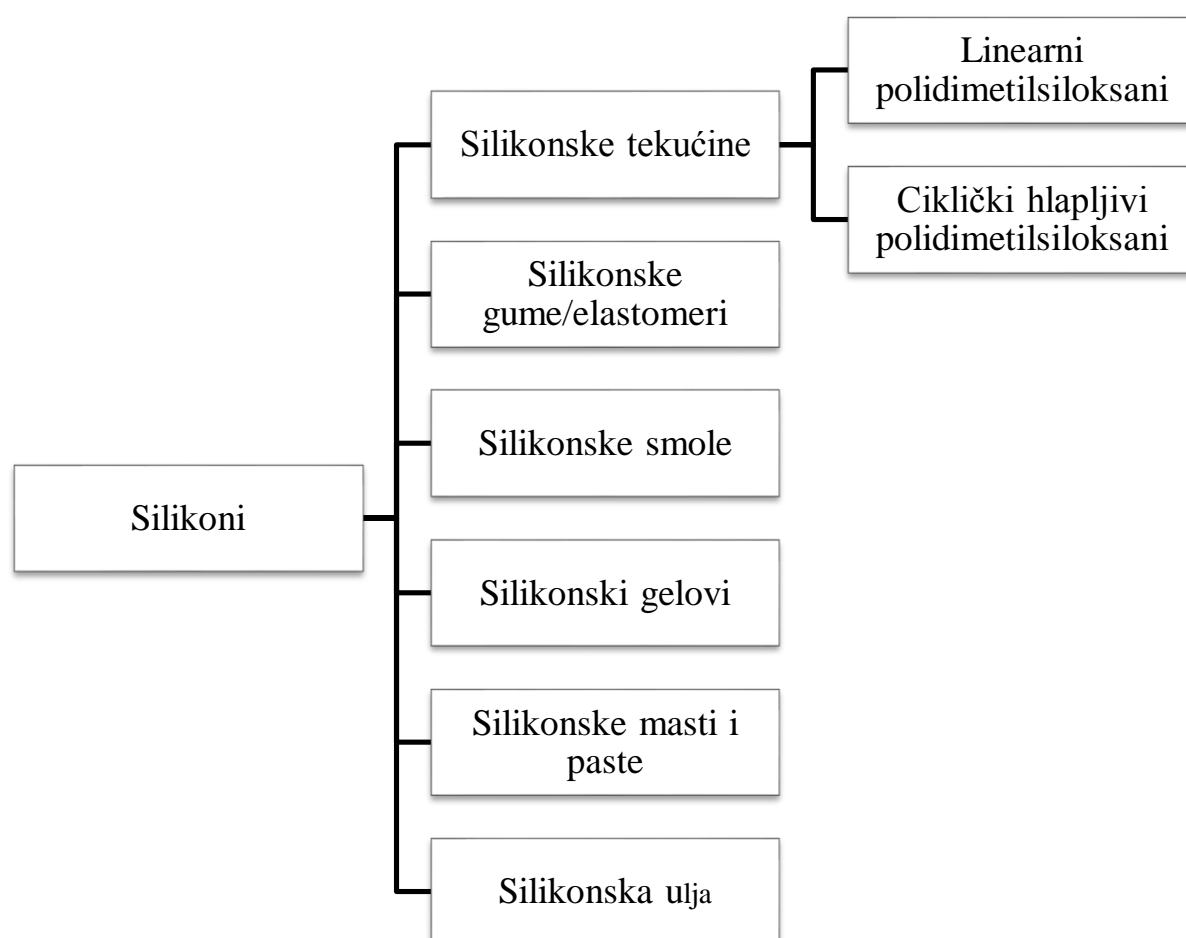 Linearni
polidimetilsiloksani
Silikonske tekućine
Ciklički hlapljivi
polidimetilsiloksani
Silikonske
gume/elastomeri
Silikonske smole
Silikoni
Silikonski gelovi
Silikonske masti i
paste
Silikonska ulja